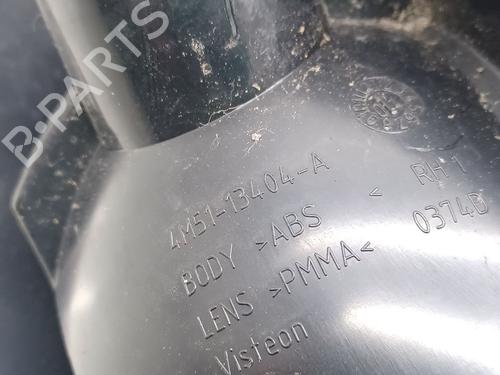 B-PARTS
4M51-13404-A
BODY >ABS < RH 1
LENS >PMMA< 0374D
Visteon